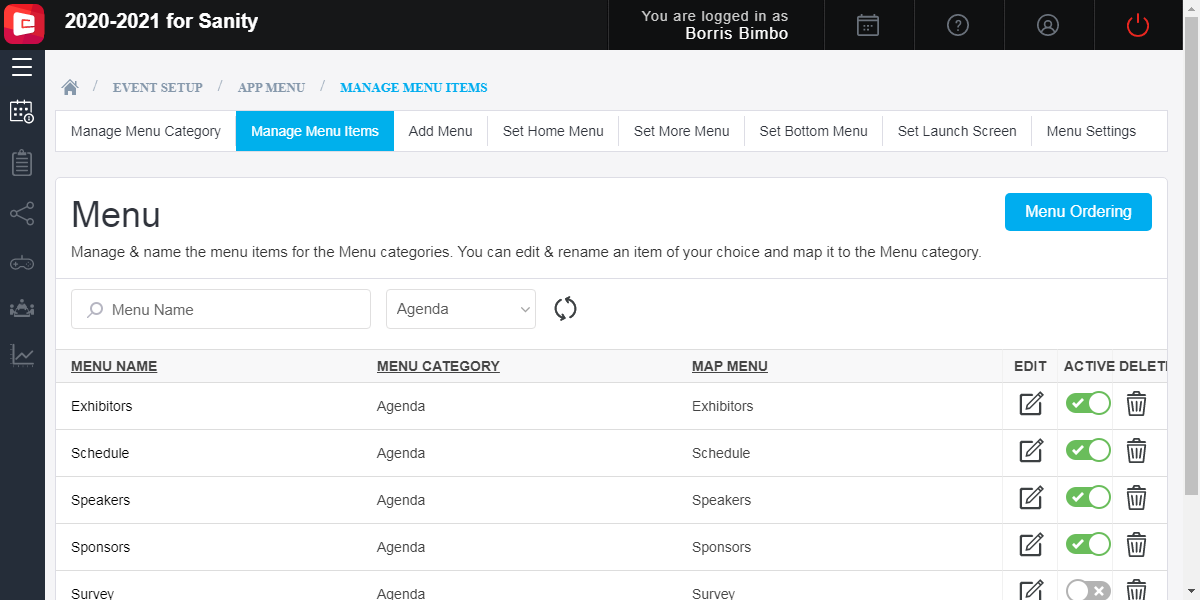 2020-2021 for Sanity
You are logged in as
Borris Bimbo
/ EVENT SETUP / APP MENU / MANAGE MENU ITEMS
Manage Menu Category Manage Menu Items Add Menu Set Home Menu Set More Menu Set Bottom Menu Set Launch Screen Menu Settings
Menu
Menu Ordering
Manage & name the menu items for the Menu categories. You can edit & rename an item of your choice and map it to the Menu category.
Menu Name Agenda
MENU NAME MENU CATEGORY MAP MENU EDIT ACTIVE DELET
Exhibitors Agenda Exhibitors
Schedule Agenda Schedule
Speakers Agenda Speakers
Sponsors Agenda Sponsors
Survey Agenda Survey